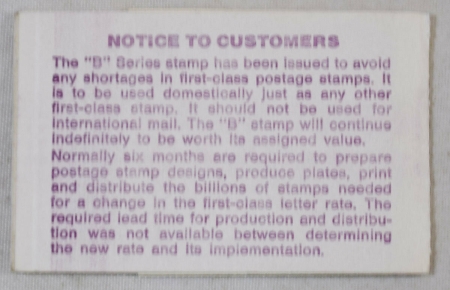 NOTICE TO CUSTOMERS
The "B" Series stamp has been issued to avoid
any shortages in first-class postage stamps. It
is to be used domestically just as any other
first-class stamp. It should not be used for
international mail. The "B" stamp will continue
indefinitely to be worth its assigned value.
Normally six months are required to prepare
postage stamp designs, produce plates, print
and distribute the billions of stamps needed
for a change in the first-class letter rate. The
required lead time for production and distribu-
tion was not available between determining
the new rate and its implementation.